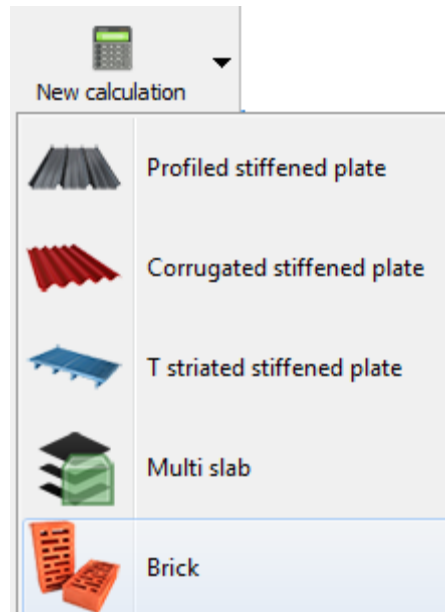 New calculation
Profiled stiffened plate
Corrugated stiffened plate
T striated stiffened plate
Multi slab
Brick